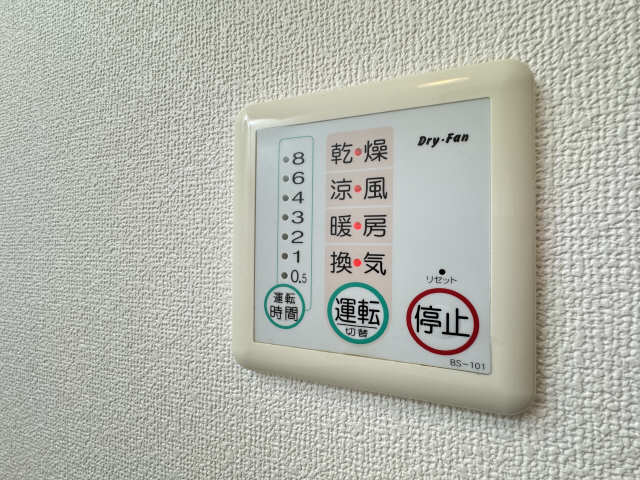 Dry・Fan
8
6
4
3
2
1
0.5
運転
時間
乾・燥
涼・風
暖・房
換・気
運転
切替
リセット
停止
BS-101